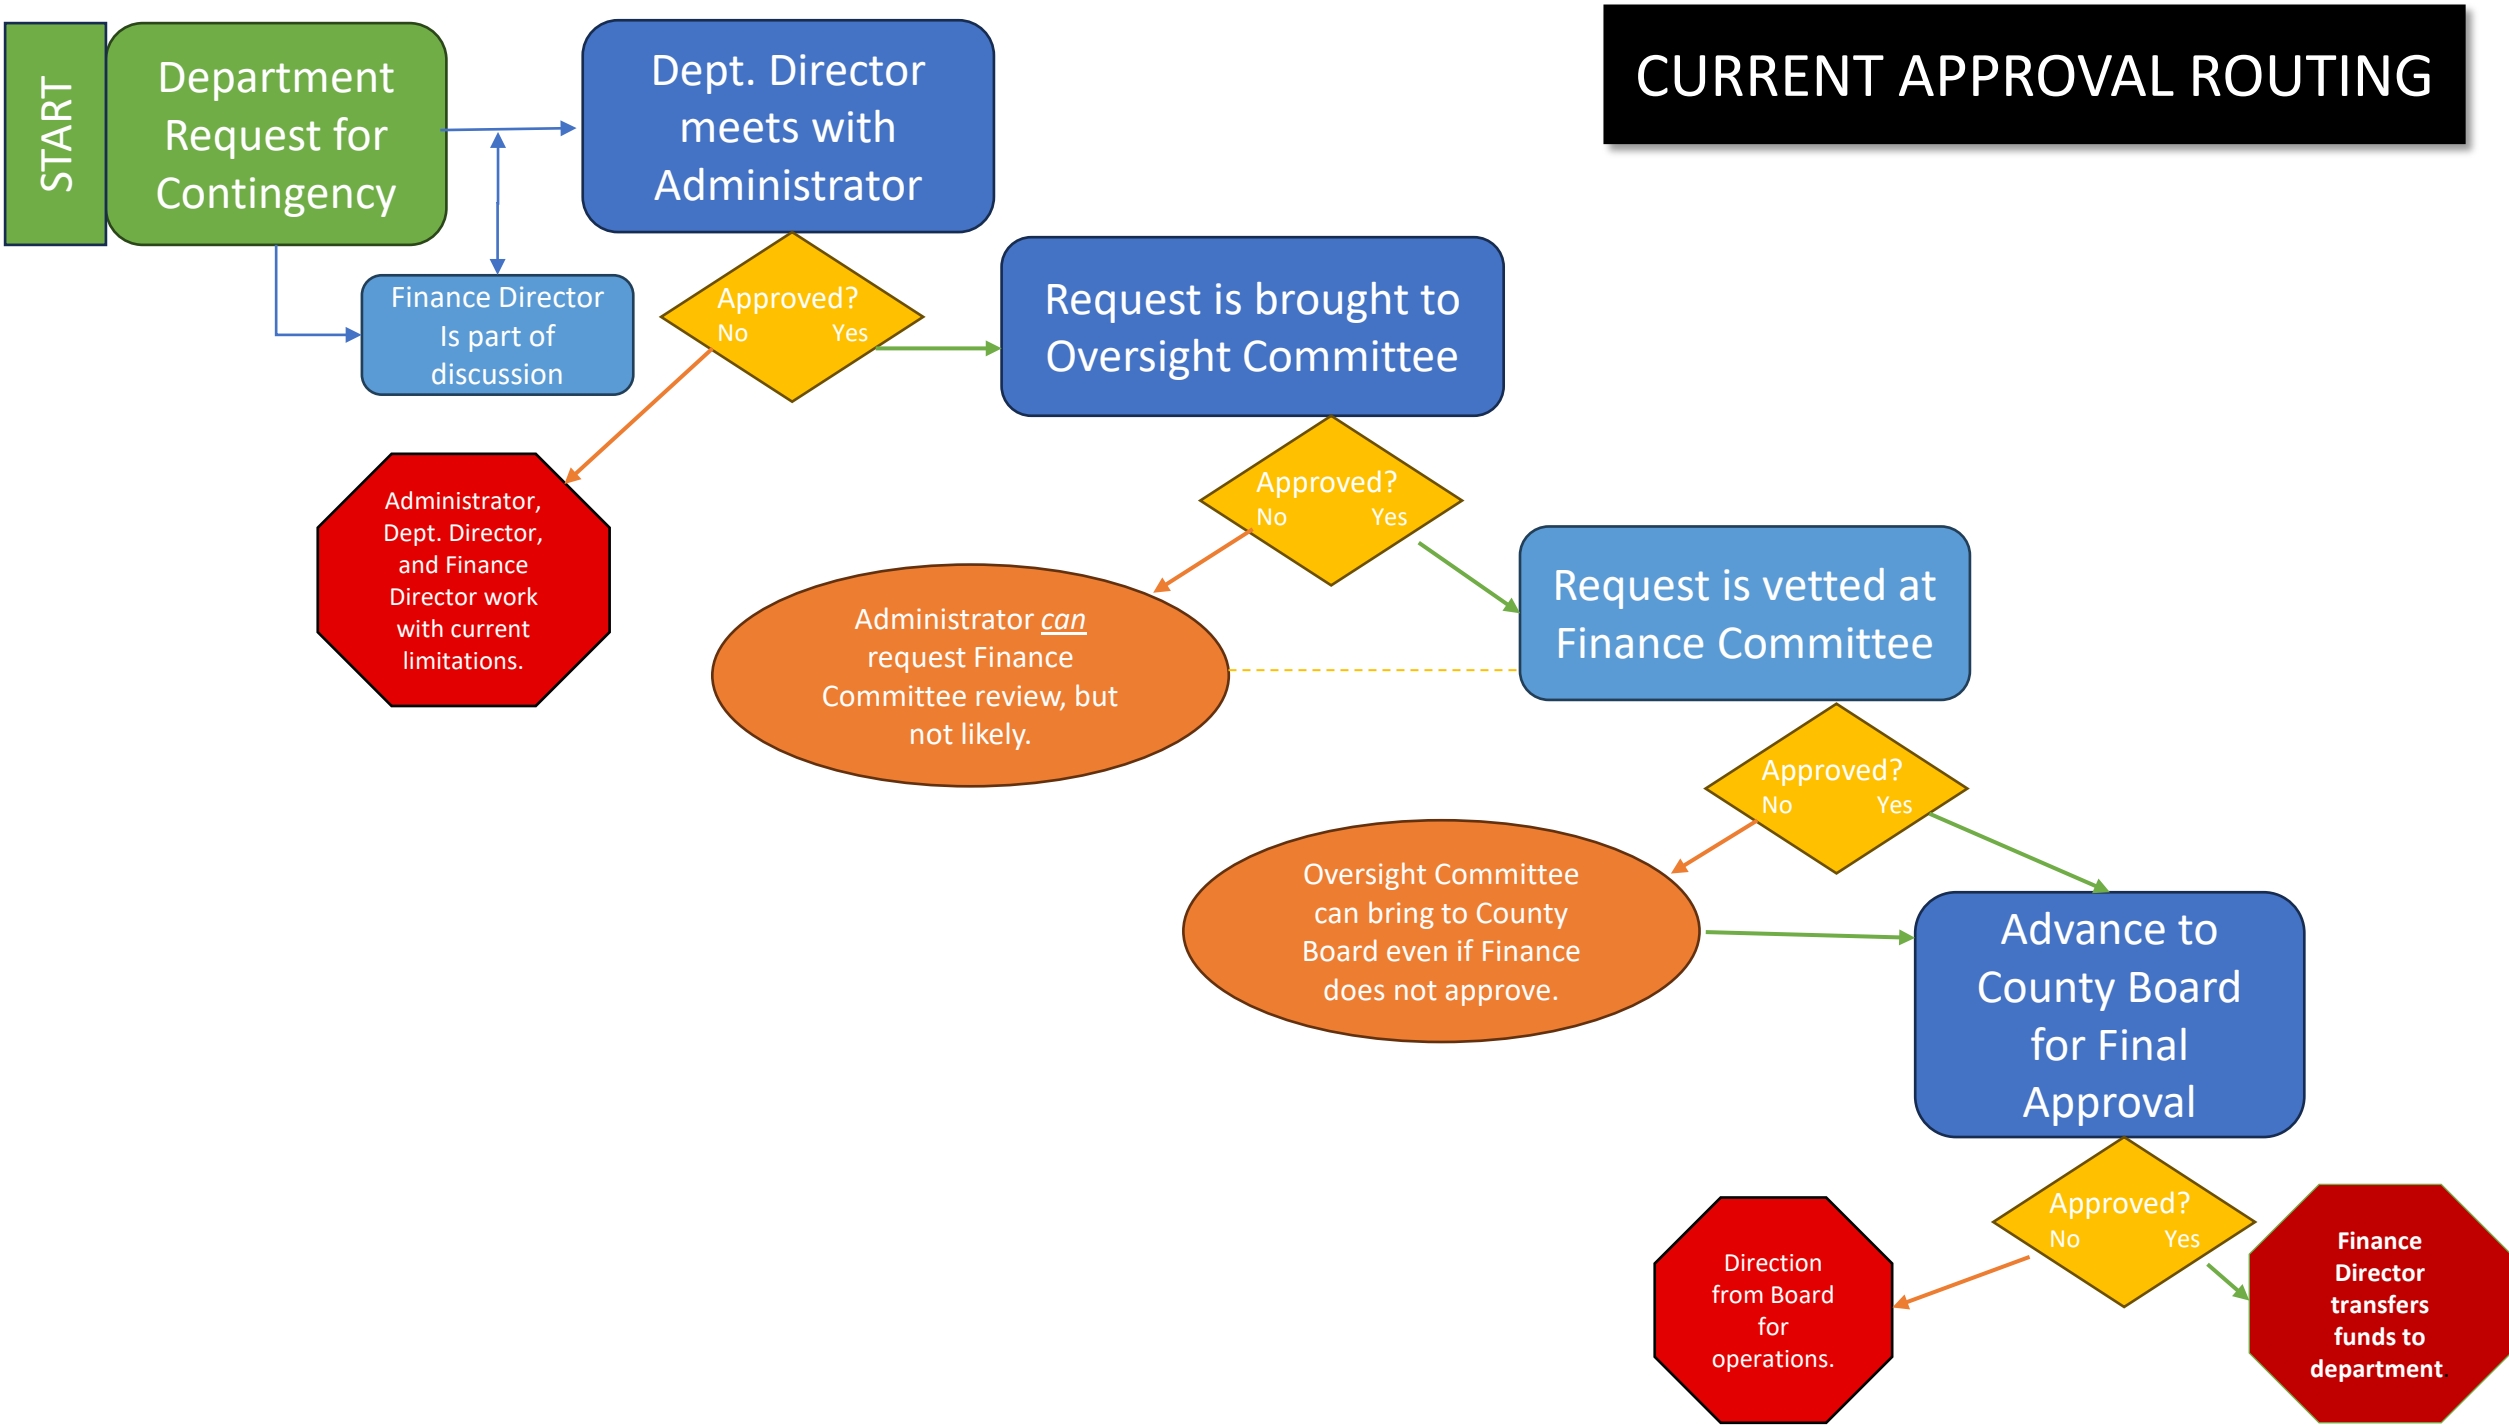 START
Department
Request for
Contingency
Dept. Director
meets with
Administrator
CURRENT APPROVAL ROUTING
Finance Director
Is part of
discussion
Approved?
No Yes
Request is brought to
Oversight Committee
Administrator,
Dept. Director,
and Finance
Director work
with current
limitations.
Approved?
No Yes
Administrator can
request Finance
Committee review, but
not likely.
Request is vetted at
Finance Committee
Approved?
No Yes
Oversight Committee
can bring to County
Board even if Finance
does not approve.
Advance to
County Board
for Final
Approval
Approved?
No Yes
Direction
from Board
for
operations.
Finance
Director
transfers
funds to
department.